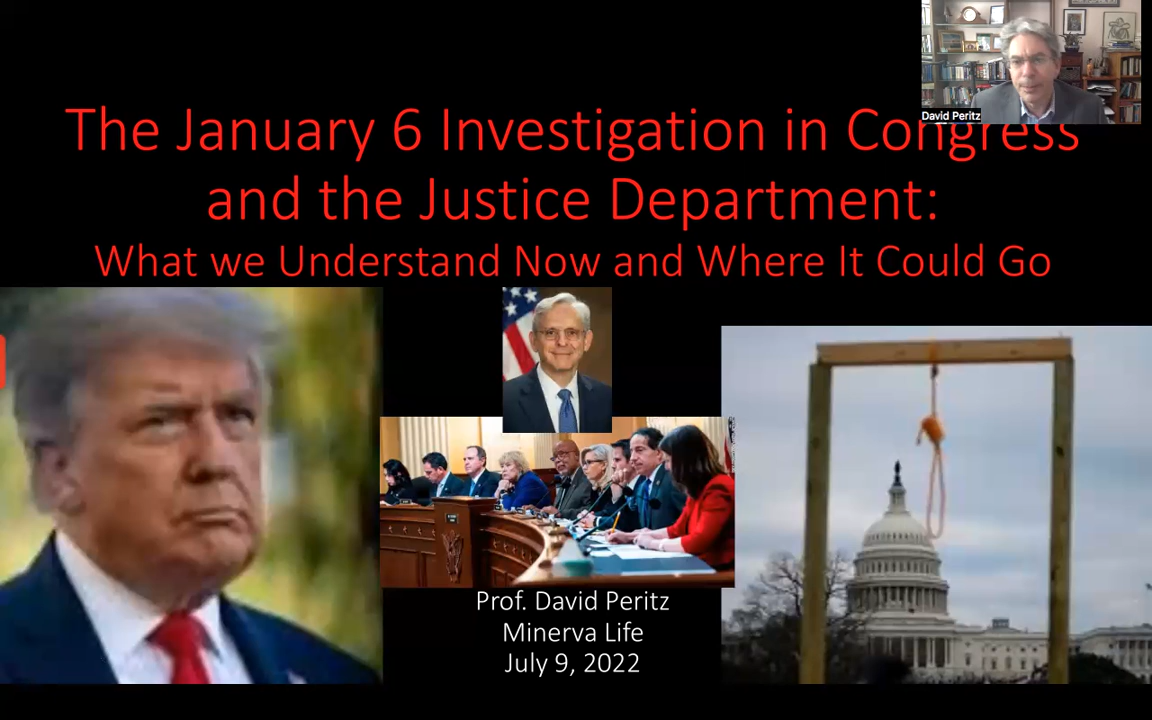 David Peritz
The January 6 Investigation in Congress
and the Justice Department:
What we Understand Now and Where It Could Go
Prof. David Peritz
Minerva Life
July 9, 2022